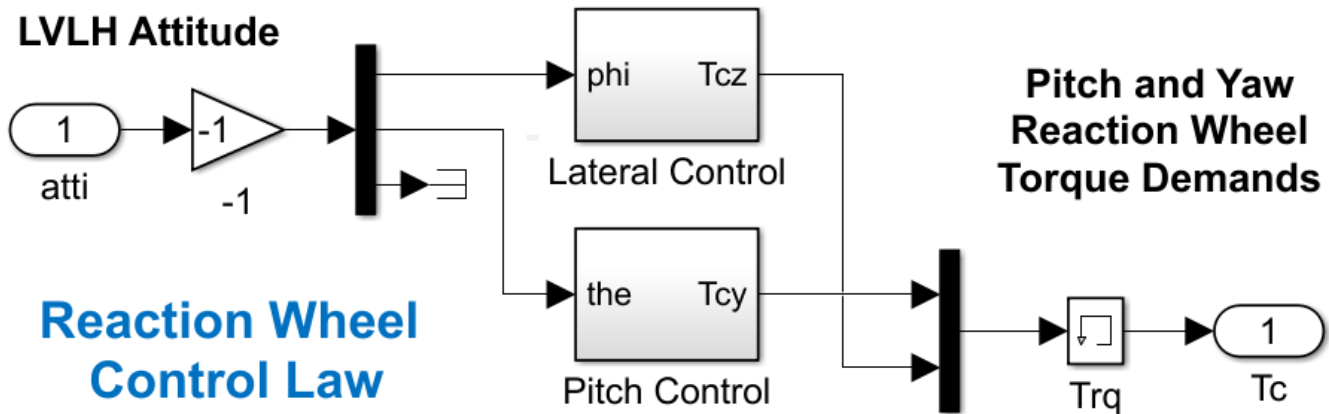 LVLH Attitude
1
atti
-1
-1
phi
Tcz
Lateral Control
Pitch and Yaw
Reaction Wheel
Torque Demands
the
Tcy
Pitch Control
Reaction Wheel
Control Law
Trq
1
Tc